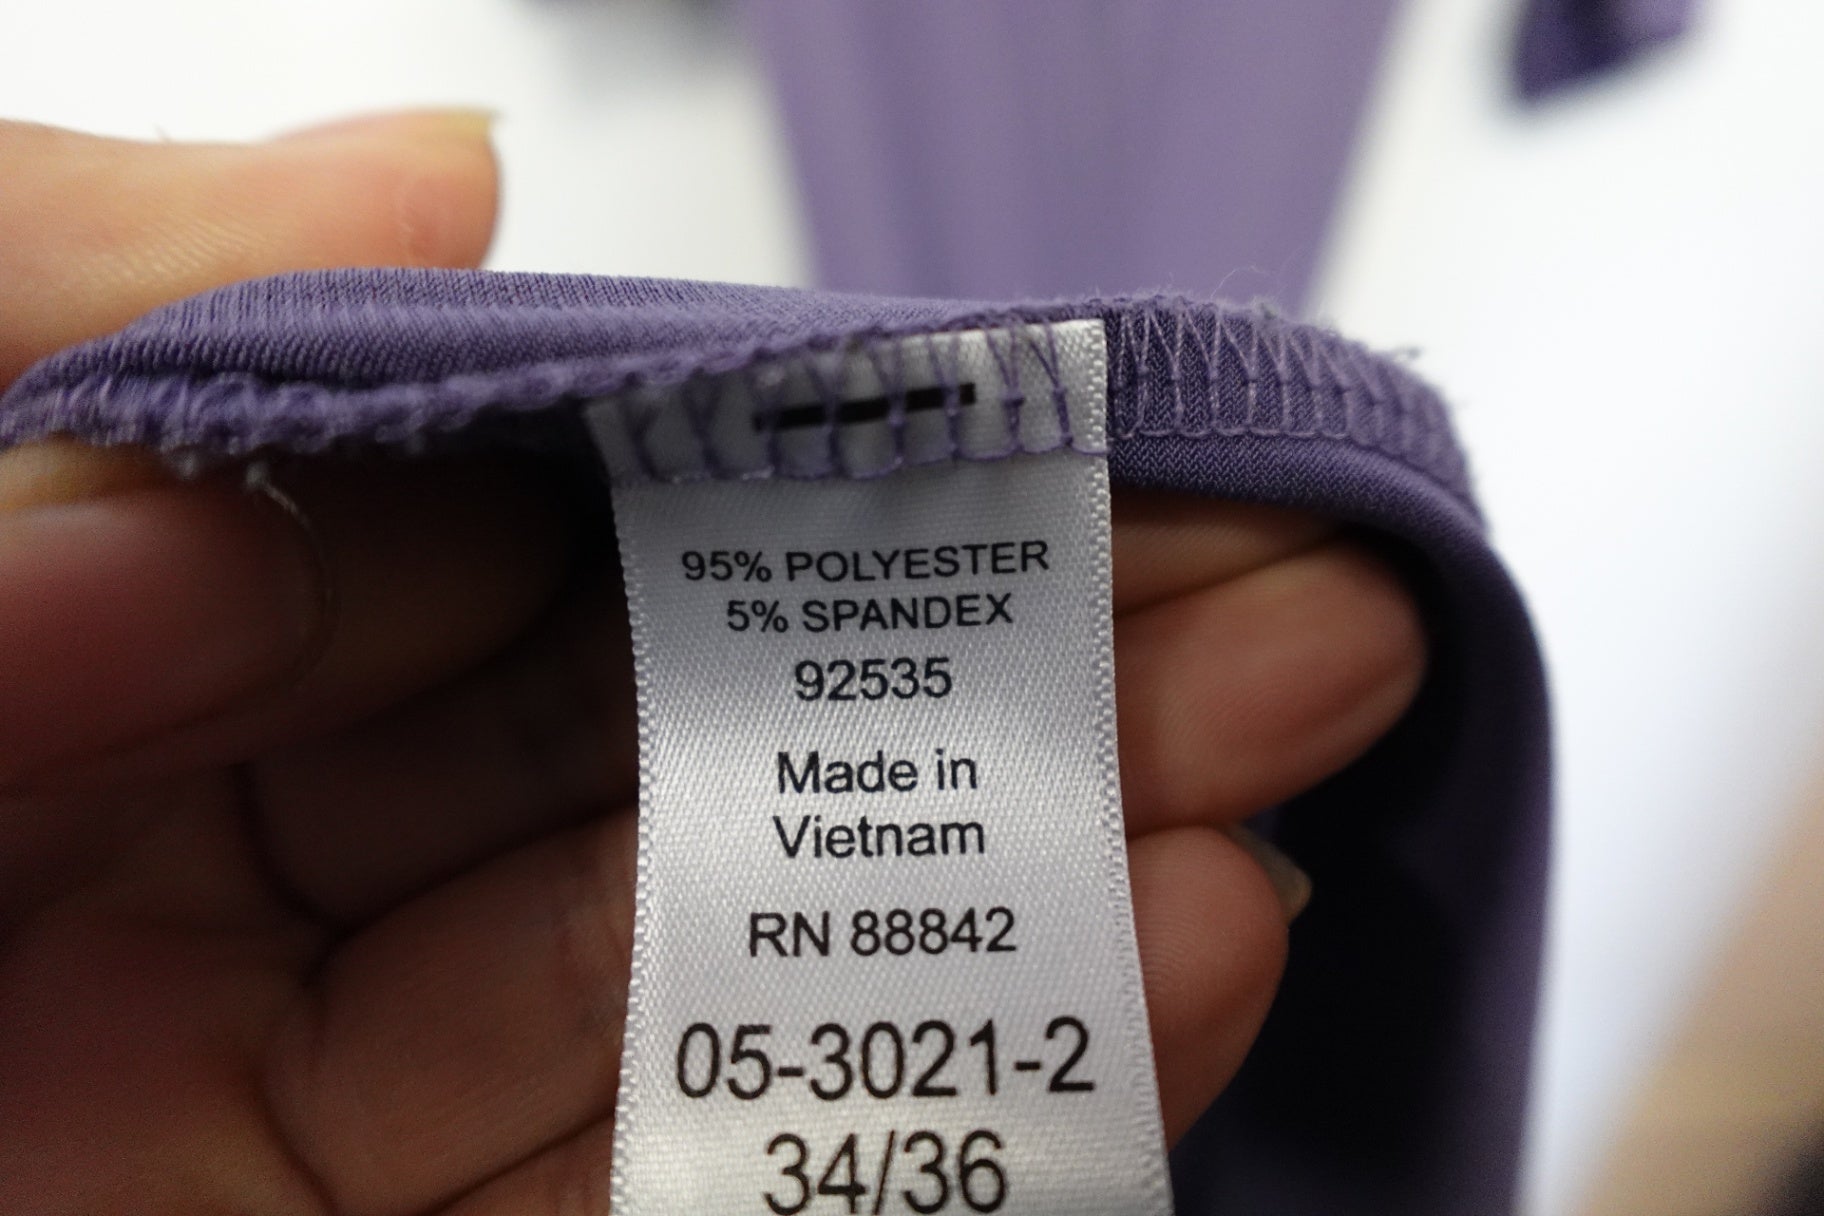 95% POLYESTER
5% SPANDEX
92535
Made in
Vietnam
RN 88842
05-3021-2
34/36